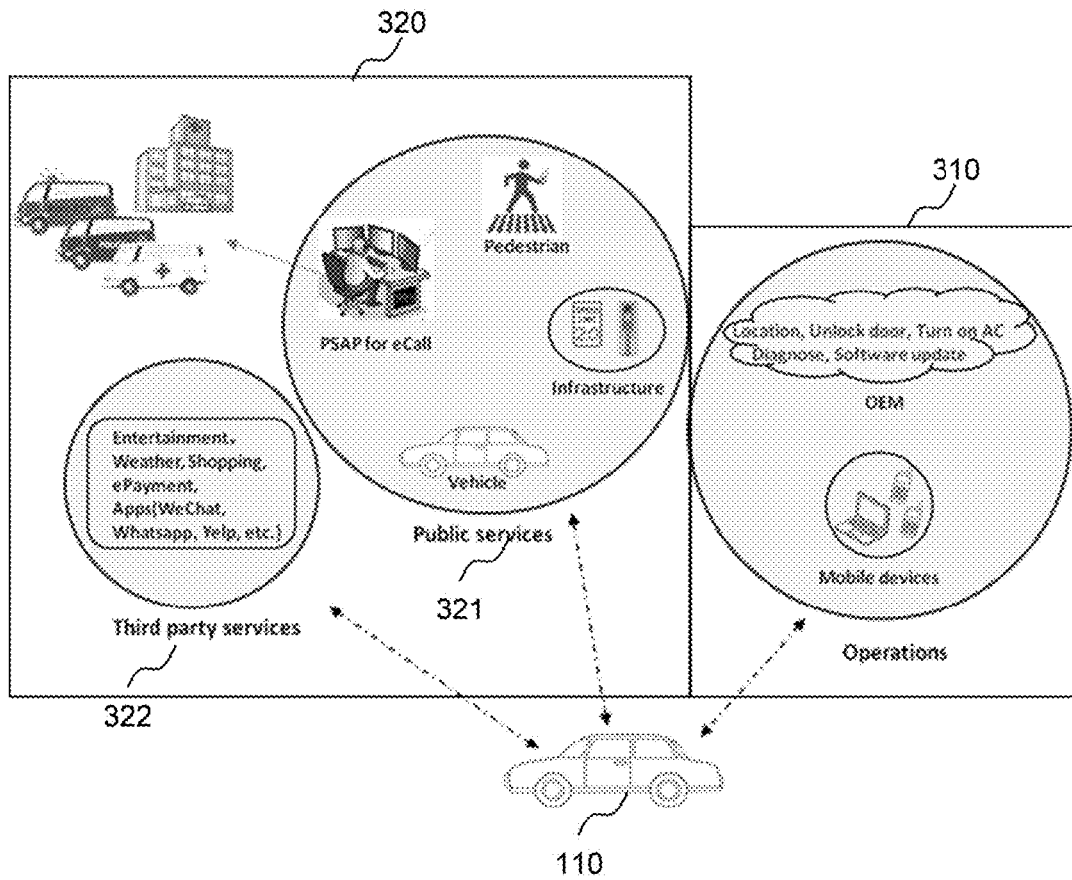 320
310
Pedestrian
PSAP for eCall
Infrastructure
Vehicle
Public services
321
Entertainment,
Weather, Shopping,
ePayment,
Apps(WeChat,
Whatsapp, Yelp, etc.)
Third party services
322
Location, Unlock door, Turn on AC
Diagnose, Software update
OEM
Mobile devices
Operations
110